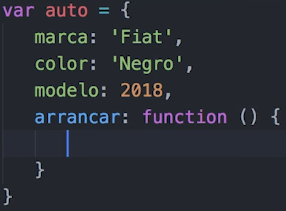 var auto = {
    marca: 'Fiat',
    color: 'Negro',
    modelo: 2018,
    arrancar: function () {

    }
}